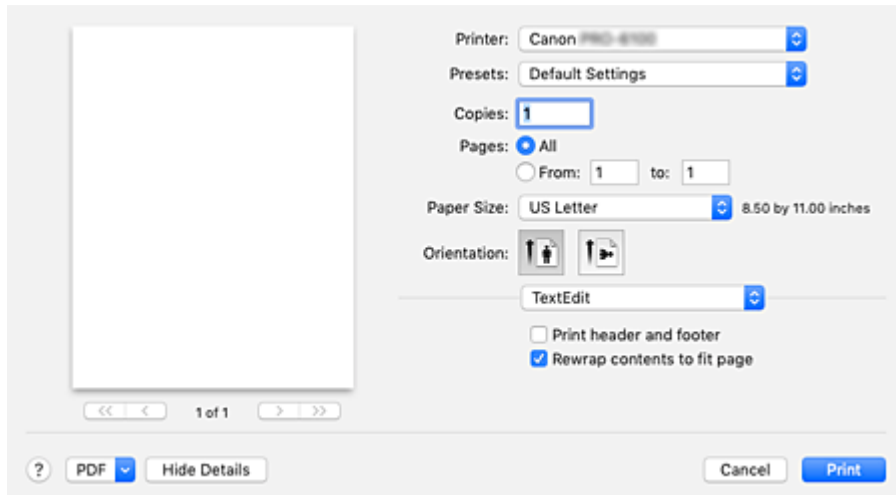 Printer: Canon
Presets: Default Settings
Copies: 1
Pages: All
From: 1 to: 1
Paper Size: US Letter 8.50 by 11.00 inches
Orientation:
TextEdit
Print header and footer
Rewrap contents to fit page
<< < 1 of 1 > >>
? PDF Hide Details Cancel Print